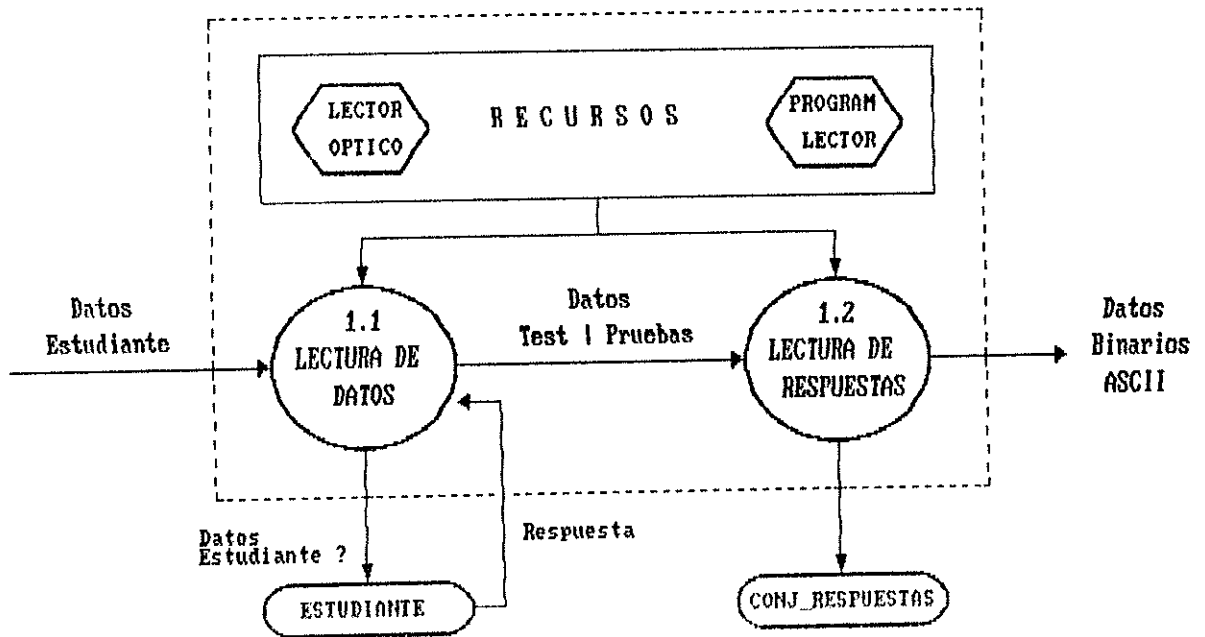 LECTOR
OPTICO
RECURSOS
PROGRAM
LECTOR
Datos
Estudiante
1.1
LECTURA DE
DATOS
Datos
Test | Pruebas
1.2
LECTURA DE
RESPUESTAS
Datos
Binarios
ASCII
Datos
Estudiante ?
Respuesta
ESTUDIANTE
CONJ_RESPUESTAS